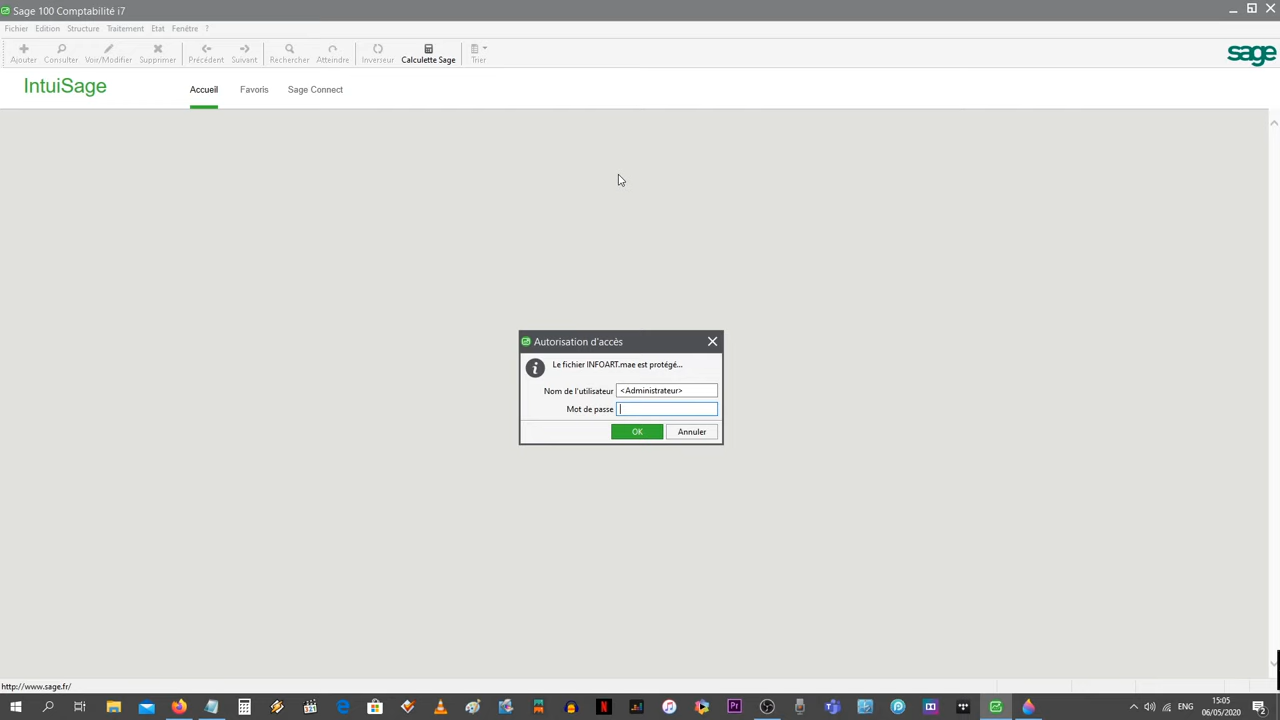 Sage 100 Comptabilité i7
Fichier Edition Structure Traitement Etat Fenêtre ?
Ajouter Consulter Voir/Modifier Supprimer Précédent Suivant Rechercher Atteindre Inverseur Calculette Sage Trier
sage
IntuiSage Accueil Favoris Sage Connect
Autorisation d'accès
Le fichier INFOART.mae est protégé...
Nom de l'utilisateur <Administrateur>
Mot de passe
OK Annuler
http://www.sage.fr/
N Pr ENG 15:05
06/05/2020